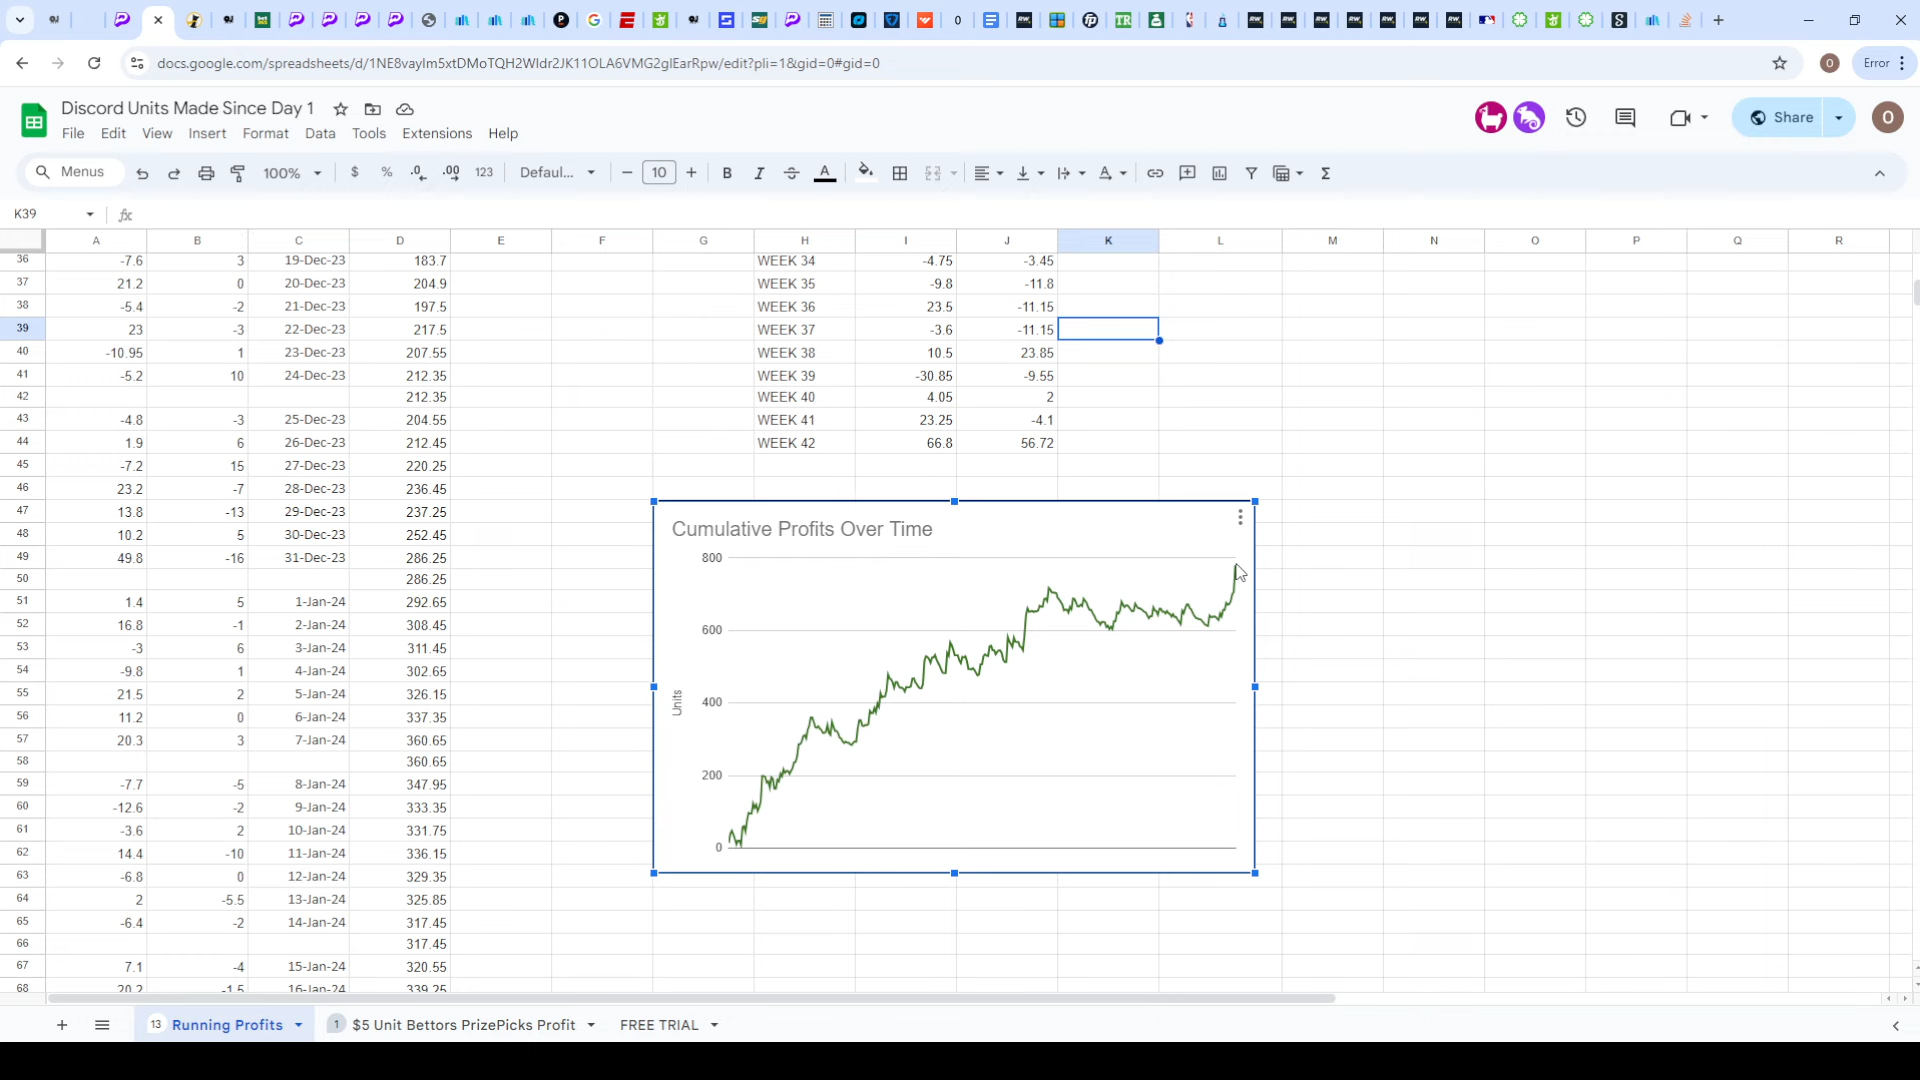 docs.google.com/spreadsheets/d/1NE8vayIm5xtDMoTQH2WIdr2JK11OLA6VMG2gIEarRpw/edit?pli=1&gid=0#gid=0
O
Error
Discord Units Made Since Day 1
File Edit View Insert Format Data Tools Extensions Help
Share
O
Menus 100% $ % .0 .00 123 Defaul... 10 B I A
K39 fx
A B C D E F G H I J K L M N O P Q R
36 -7.6 3 19-Dec-23 183.7 WEEK 34 -4.75 -3.45
37 21.2 0 20-Dec-23 204.9 WEEK 35 -9.8 -11.8
38 -5.4 -2 21-Dec-23 197.5 WEEK 36 23.5 -11.15
39 23 -3 22-Dec-23 217.5 WEEK 37 -3.6 -11.15
40 -10.95 1 23-Dec-23 207.55 WEEK 38 10.5 23.85
41 -5.2 10 24-Dec-23 212.35 WEEK 39 -30.85 -9.55
42 212.35 WEEK 40 4.05 2
43 -4.8 -3 25-Dec-23 204.55 WEEK 41 23.25 -4.1
44 1.9 6 26-Dec-23 212.45 WEEK 42 66.8 56.72
45 -7.2 15 27-Dec-23 220.25
46 23.2 -7 28-Dec-23 236.45
47 13.8 -13 29-Dec-23 237.25
48 10.2 5 30-Dec-23 252.45
49 49.8 -16 31-Dec-23 286.25
50 286.25
51 1.4 5 1-Jan-24 292.65
52 16.8 -1 2-Jan-24 308.45
53 -3 6 3-Jan-24 311.45
54 -9.8 1 4-Jan-24 302.65
55 21.5 2 5-Jan-24 326.15
56 11.2 0 6-Jan-24 337.35
57 20.3 3 7-Jan-24 360.65
58 360.65
59 -7.7 -5 8-Jan-24 347.95
60 -12.6 -2 9-Jan-24 333.35
61 -3.6 2 10-Jan-24 331.75
62 14.4 -10 11-Jan-24 336.15
63 -6.8 0 12-Jan-24 329.35
64 2 -5.5 13-Jan-24 325.85
65 -6.4 -2 14-Jan-24 317.45
66 317.45
67 7.1 -4 15-Jan-24 320.55
68 20.2 -1.5 16-Jan-24 339.25
Cumulative Profits Over Time
Units
800
600
400
200
0
13 Running Profits 1 $5 Unit Bettors PrizePicks Profit FREE TRIAL